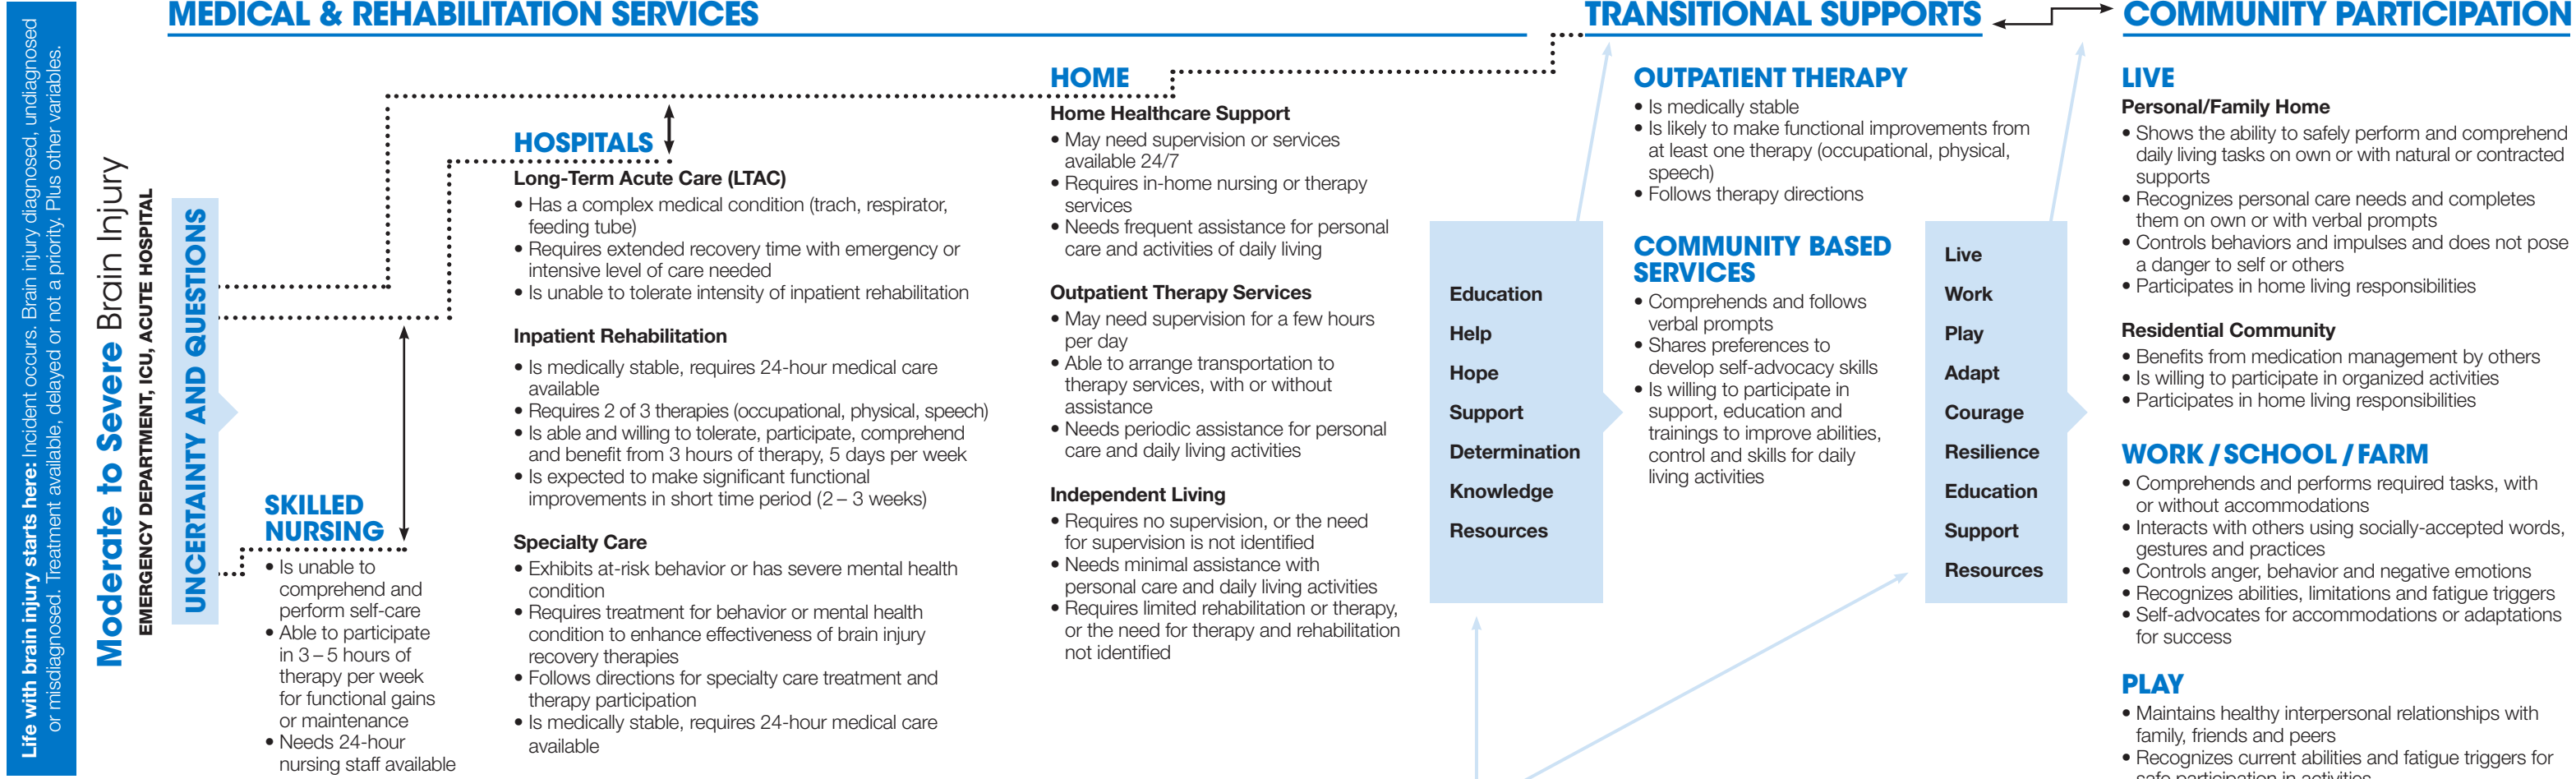 Life with brain injury starts here: Incident occurs. Brain injury diagnosed, undiagnosed
or misdiagnosed. Treatment available, delayed or not a priority. Plus other variables.
Moderate to Severe Brain Injury
EMERGENCY DEPARTMENT, ICU, ACUTE HOSPITAL
UNCERTAINTY AND QUESTIONS
MEDICAL & REHABILITATION SERVICES
SKILLED
NURSING
• Is unable to
comprehend and
perform self-care
• Able to participate
in 3 – 5 hours of
therapy per week
for functional gains
or maintenance
• Needs 24-hour
nursing staff available
HOSPITALS
Long-Term Acute Care (LTAC)
• Has a complex medical condition (trach, respirator,
feeding tube)
• Requires extended recovery time with emergency or
intensive level of care needed
• Is unable to tolerate intensity of inpatient rehabilitation
Inpatient Rehabilitation
• Is medically stable, requires 24-hour medical care
available
• Requires 2 of 3 therapies (occupational, physical, speech)
• Is able and willing to tolerate, participate, comprehend
and benefit from 3 hours of therapy, 5 days per week
• Is expected to make significant functional
improvements in short time period (2 – 3 weeks)
Specialty Care
• Exhibits at-risk behavior or has severe mental health
condition
• Requires treatment for behavior or mental health
condition to enhance effectiveness of brain injury
recovery therapies
• Follows directions for specialty care treatment and
therapy participation
• Is medically stable, requires 24-hour medical care
available
HOME
Home Healthcare Support
• May need supervision or services
available 24/7
• Requires in-home nursing or therapy
services
• Needs frequent assistance for personal
care and activities of daily living
Outpatient Therapy Services
• May need supervision for a few hours
per day
• Able to arrange transportation to
therapy services, with or without
assistance
• Needs periodic assistance for personal
care and daily living activities
Independent Living
• Requires no supervision, or the need
for supervision is not identified
• Needs minimal assistance with
personal care and daily living activities
• Requires limited rehabilitation or therapy,
or the need for therapy and rehabilitation
not identified
Education
Help
Hope
Support
Determination
Knowledge
Resources
TRANSITIONAL SUPPORTS
OUTPATIENT THERAPY
• Is medically stable
• Is likely to make functional improvements from
at least one therapy (occupational, physical,
speech)
• Follows therapy directions
COMMUNITY BASED
SERVICES
• Comprehends and follows
verbal prompts
• Shares preferences to
develop self-advocacy skills
• Is willing to participate in
support, education and
trainings to improve abilities,
control and skills for daily
living activities
Live
Work
Play
Adapt
Courage
Resilience
Education
Support
Resources
COMMUNITY PARTICIPATION
LIVE
Personal/Family Home
• Shows the ability to safely perform and comprehend
daily living tasks on own or with natural or contracted
supports
• Recognizes personal care needs and completes
them on own or with verbal prompts
• Controls behaviors and impulses and does not pose
a danger to self or others
• Participates in home living responsibilities
Residential Community
• Benefits from medication management by others
• Is willing to participate in organized activities
• Participates in home living responsibilities
WORK / SCHOOL / FARM
• Comprehends and performs required tasks, with
or without accommodations
• Interacts with others using socially-accepted words,
gestures and practices
• Controls anger, behavior and negative emotions
• Recognizes abilities, limitations and fatigue triggers
• Self-advocates for accommodations or adaptations
for success
PLAY
• Maintains healthy interpersonal relationships with
family, friends and peers
• Recognizes current abilities and fatigue triggers for
safe participation in activities